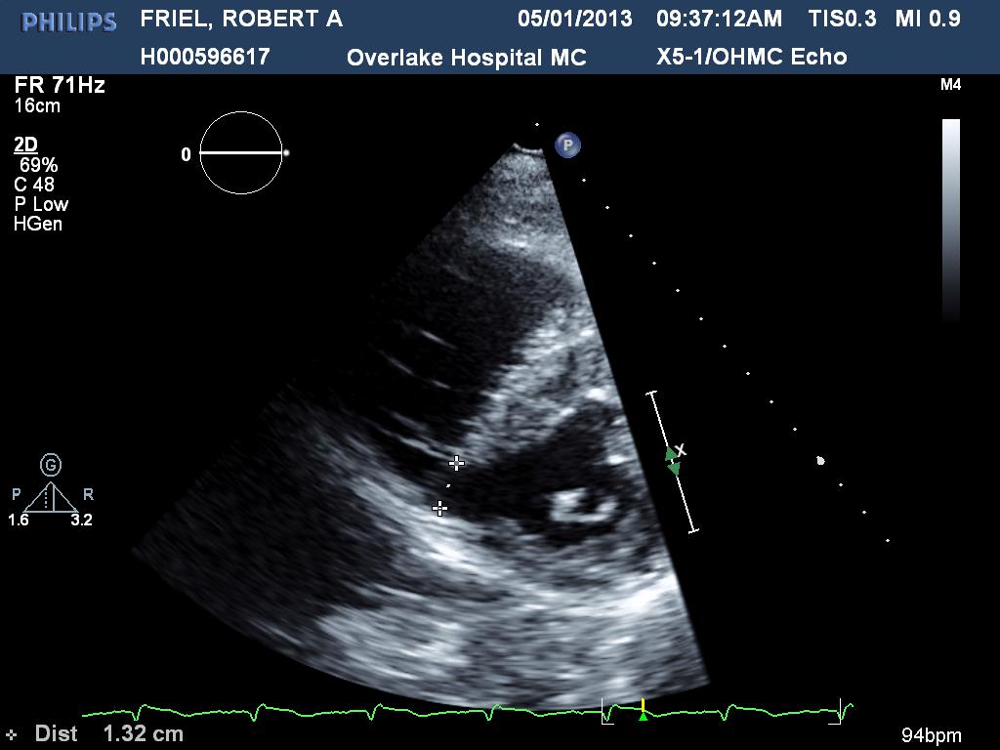 PHILIPS FRIEL, ROBERT A 05/01/2013 09:37:12AM TIS0.3 MI 0.9
H000596617 Overlake Hospital MC X5-1/OHMC Echo
FR 71Hz
16cm
M4
2D
69%
C 48
P Low
HGen
0
P
X
G
P R
1.6 3.2
Dist 1.32 cm
94bpm